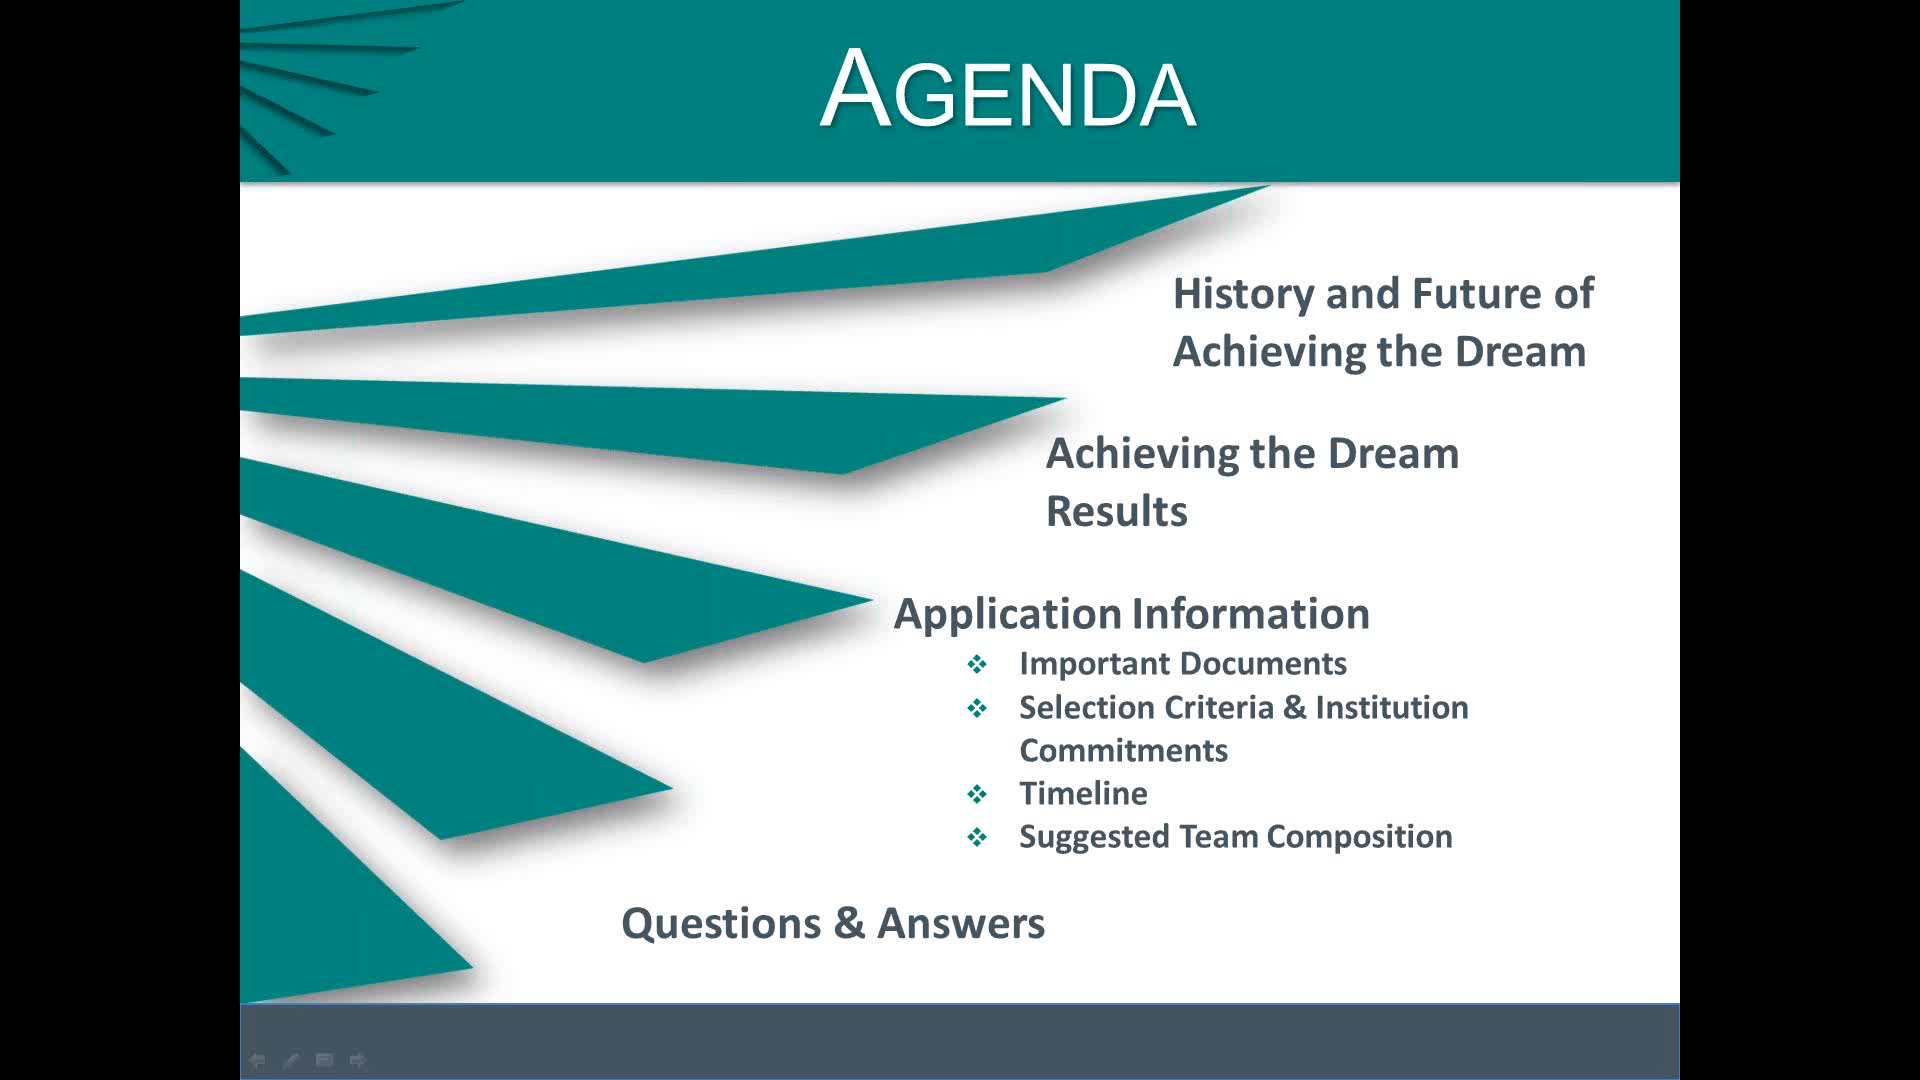 AGENDA
History and Future of
Achieving the Dream
Achieving the Dream
Results
Application Information
❖ Important Documents
❖ Selection Criteria & Institution
Commitments
❖ Timeline
❖ Suggested Team Composition
Questions & Answers